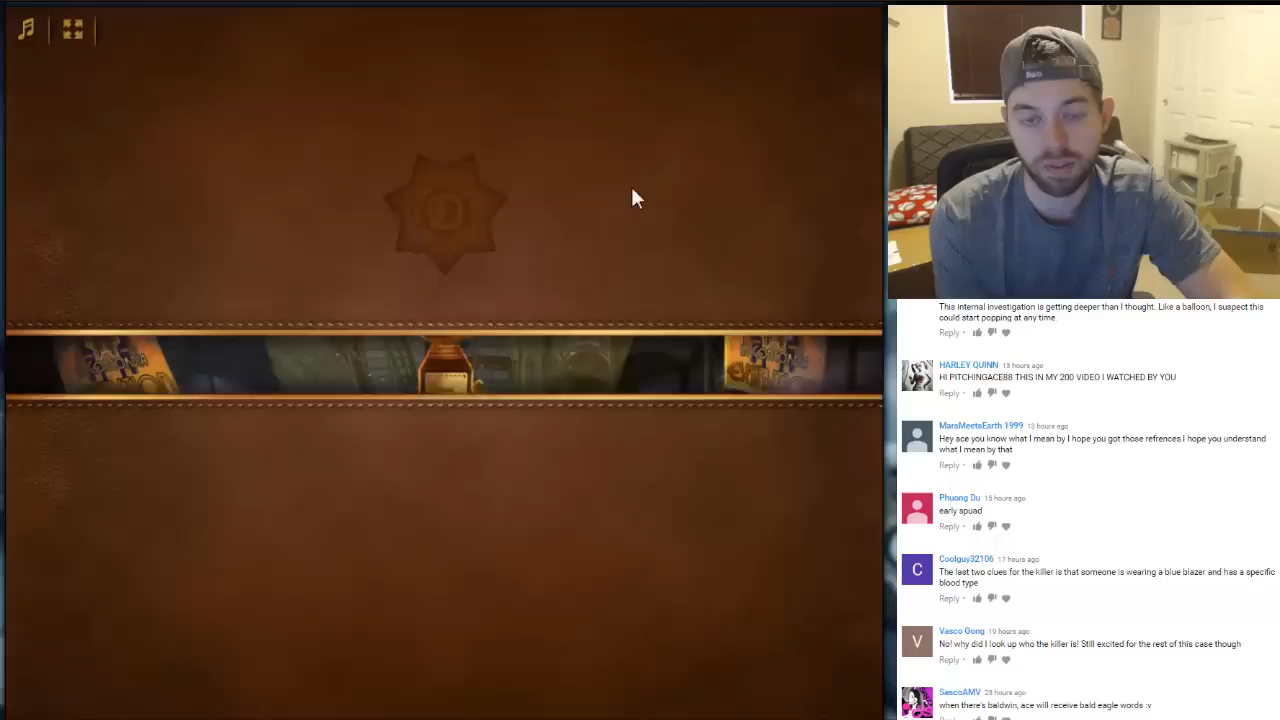 This internal investigation is getting deeper than I thought. Like a balloon, I suspect this
could start popping at any time.
Reply
HARLEY QUINN 13 hours ago
HI PITCHINGACE88 THIS IN MY 200 VIDEO I WATCHED BY YOU
Reply
MarsMeetsEarth 1999 13 hours ago
Hey ace you know what I mean by I hope you got those refrences I hope you understand
what I mean by that
Reply
Phuong Du 15 hours ago
early spuad
Reply
C
Coolguy32106 17 hours ago
The last two clues for the killer is that someone is wearing a blue blazer and has a specific
blood type
Reply
V
Vasco Gong 19 hours ago
No! why did I look up who the killer is! Still excited for the rest of this case though
Reply
SascoAMV 23 hours ago
when there's baldwin, ace will receive bald eagle words :v